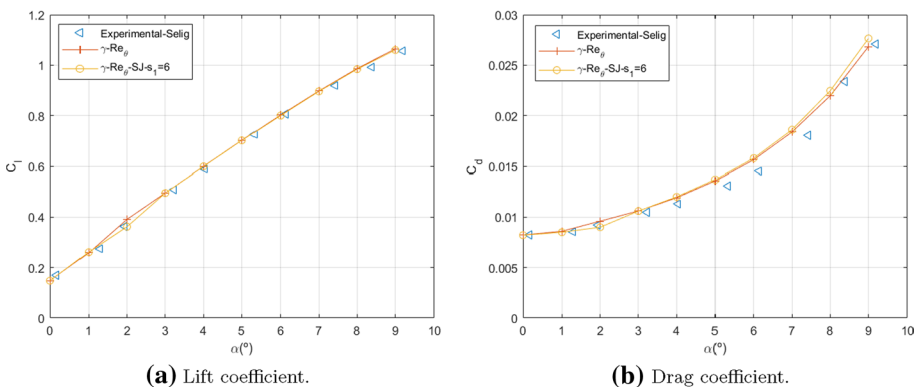 1.2
1
0.8
0.6
0.4
0.2
0
C_l
Experimental-Selig
γ-Re_θ
γ-Re_θ-SJ-s_1=6
0 1 2 3 4 5 6 7 8 9 10
α(º)
(a) Lift coefficient.
0.03
0.025
0.02
0.015
0.01
0.005
0
C_d
Experimental-Selig
γ-Re_θ
γ-Re_θ-SJ-s_1=6
0 1 2 3 4 5 6 7 8 9 10
α(º)
(b) Drag coefficient.